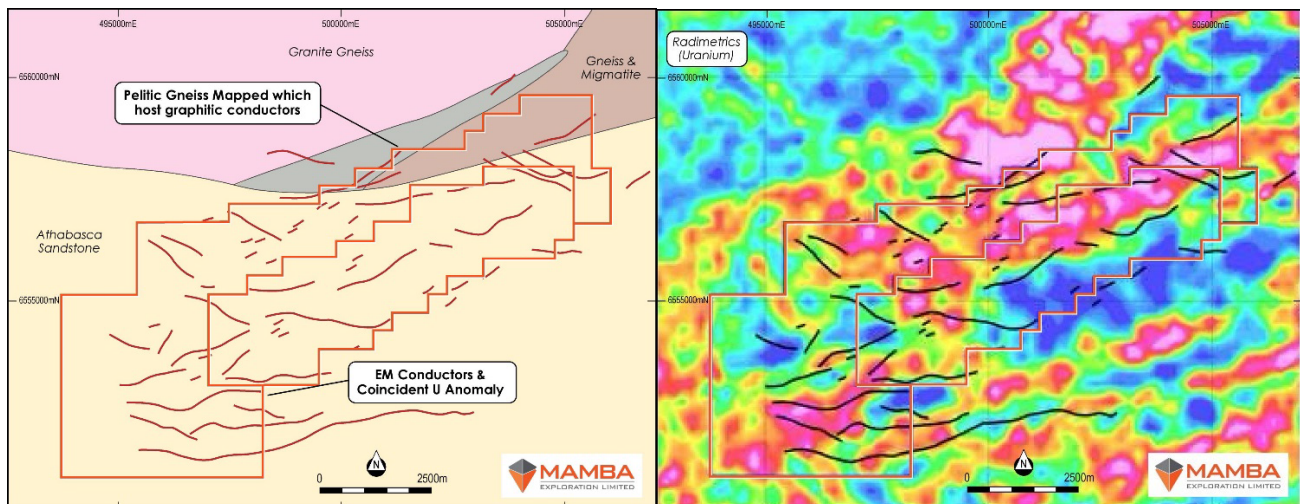 495000mE
500000mE
505000mE
Granite Gneiss
Gneiss &
Migmatite
6560000mN
Pelitic Gneiss Mapped which
host graphitic conductors
Athabasca
Sandstone
6555000mN
EM Conductors &
Coincident U Anomaly
N
0
2500m
MAMBA
EXPLORATION LIMITED
495000mE
500000mE
505000mE
Radimetrics
(Uranium)
6560000mN
6555000mN
N
0
2500m
MAMBA
EXPLORATION LIMITED